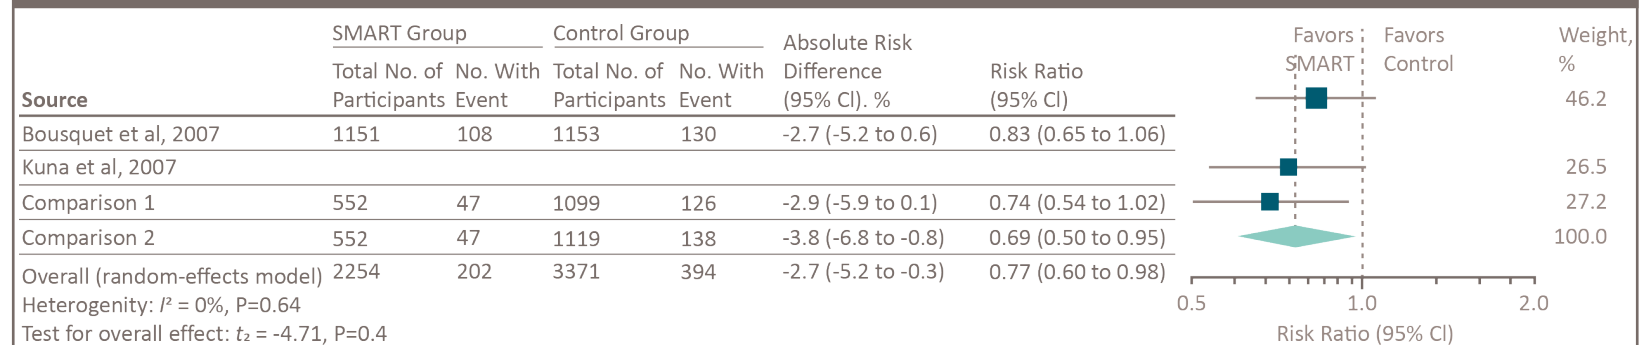 SMART Group Control Group Absolute Risk Favors Favors Weight,
Total No. of No. With Total No. of No. With Difference Risk Ratio SMART Control %
Source Participants Event Participants Event (95% CI). % (95% CI) 46.2
Bousquet et al, 2007 1151 108 1153 130 -2.7 (-5.2 to 0.6) 0.83 (0.65 to 1.06)
Kuna et al, 2007 26.5
Comparison 1 552 47 1099 126 -2.9 (-5.9 to 0.1) 0.74 (0.54 to 1.02) 27.2
Comparison 2 552 47 1119 138 -3.8 (-6.8 to -0.8) 0.69 (0.50 to 0.95) 100.0
Overall (random-effects model) 2254 202 3371 394 -2.7 (-5.2 to -0.3) 0.77 (0.60 to 0.98)
Heterogenity: I² = 0%, P=0.64 0.5 1.0 2.0
Test for overall effect: t₂ = -4.71, P=0.4 Risk Ratio (95% CI)